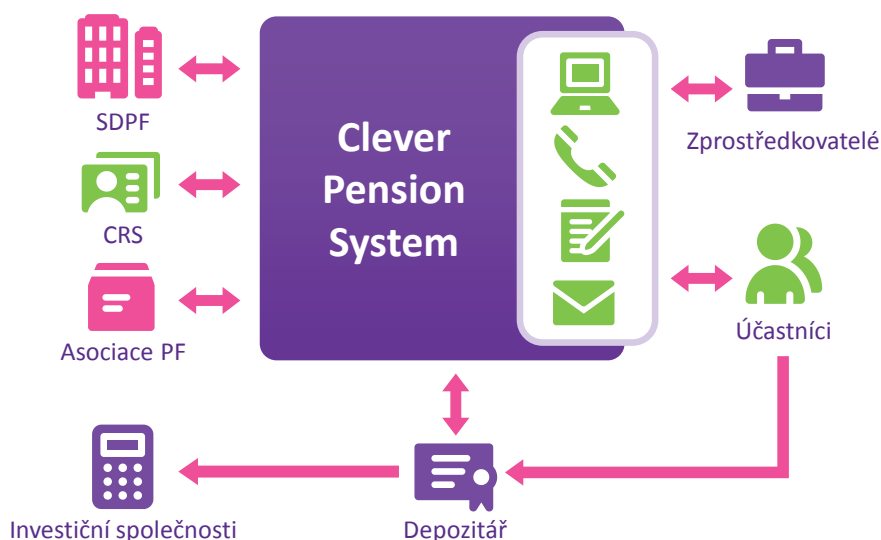 SDPF
Clever
Pension
System
Zprostředkovatelé
CRS
Asociace PF
Účastníci
Investiční společnosti
Depozitář